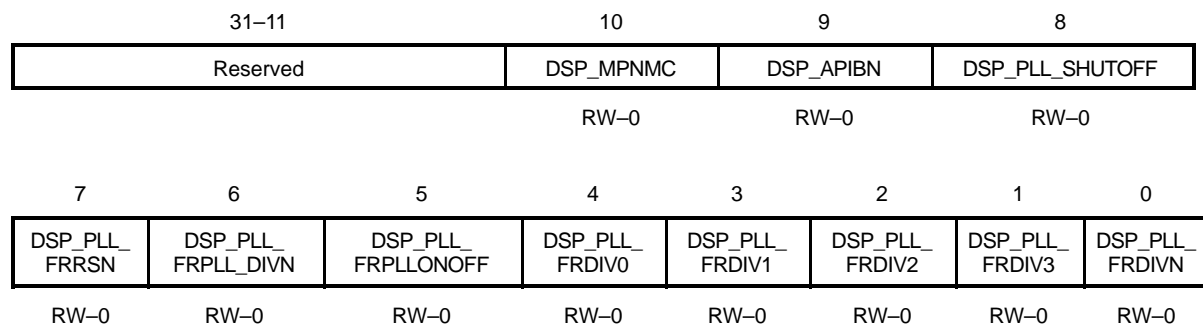 31–11 10 9 8
Reserved DSP_MPNMC DSP_APIBN DSP_PLL_SHUTOFF
RW–0 RW–0 RW–0
7 6 5 4 3 2 1 0
DSP_PLL_ DSP_PLL_ DSP_PLL_ DSP_PLL_ DSP_PLL_ DSP_PLL_ DSP_PLL_ DSP_PLL_
FRRSN FRPLL_DIVN FRPLLONOFF FRDIV0 FRDIV1 FRDIV2 FRDIV3 FRDIVN
RW–0 RW–0 RW–0 RW–0 RW–0 RW–0 RW–0 RW–0